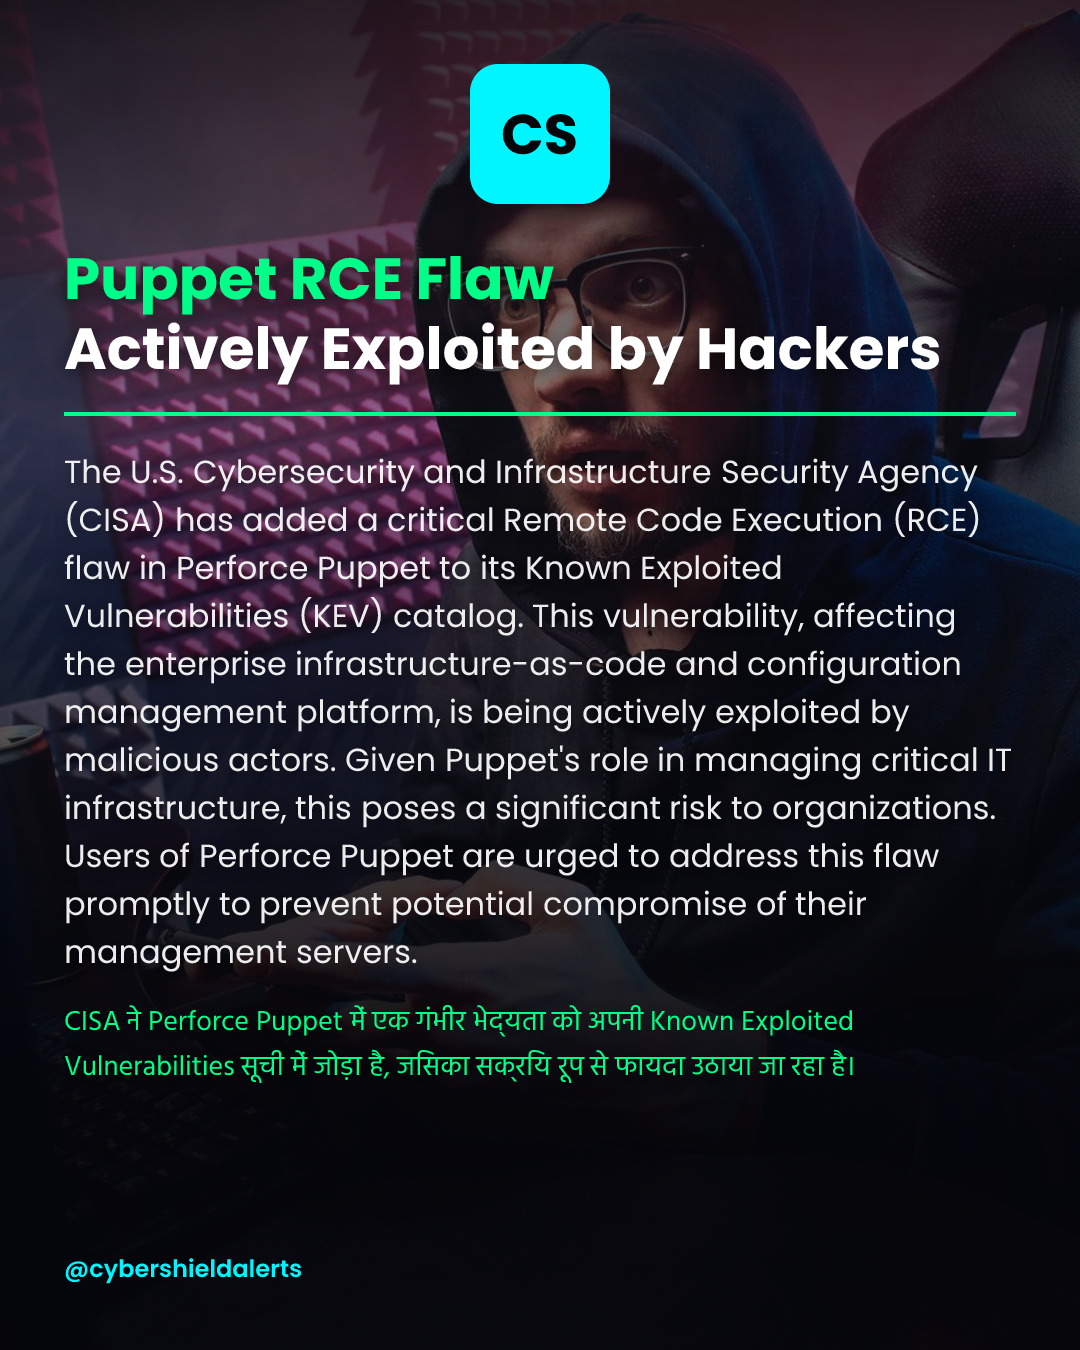 CS
Puppet RCE Flaw
Actively Exploited by Hackers
The U.S. Cybersecurity and Infrastructure Security Agency
(CISA) has added a critical Remote Code Execution (RCE)
flaw in Perforce Puppet to its Known Exploited
Vulnerabilities (KEV) catalog. This vulnerability, affecting
the enterprise infrastructure-as-code and configuration
management platform, is being actively exploited by
malicious actors. Given Puppet's role in managing critical IT
infrastructure, this poses a significant risk to organizations.
Users of Perforce Puppet are urged to address this flaw
promptly to prevent potential compromise of their
management servers.
CISA ने Perforce Puppet में एक गंभीर भेद्यता को अपनी Known Exploited
Vulnerabilities सूची में जोड़ा है, जिसका सक्रिय रूप से फायदा उठाया जा रहा है।
@cybershieldalerts